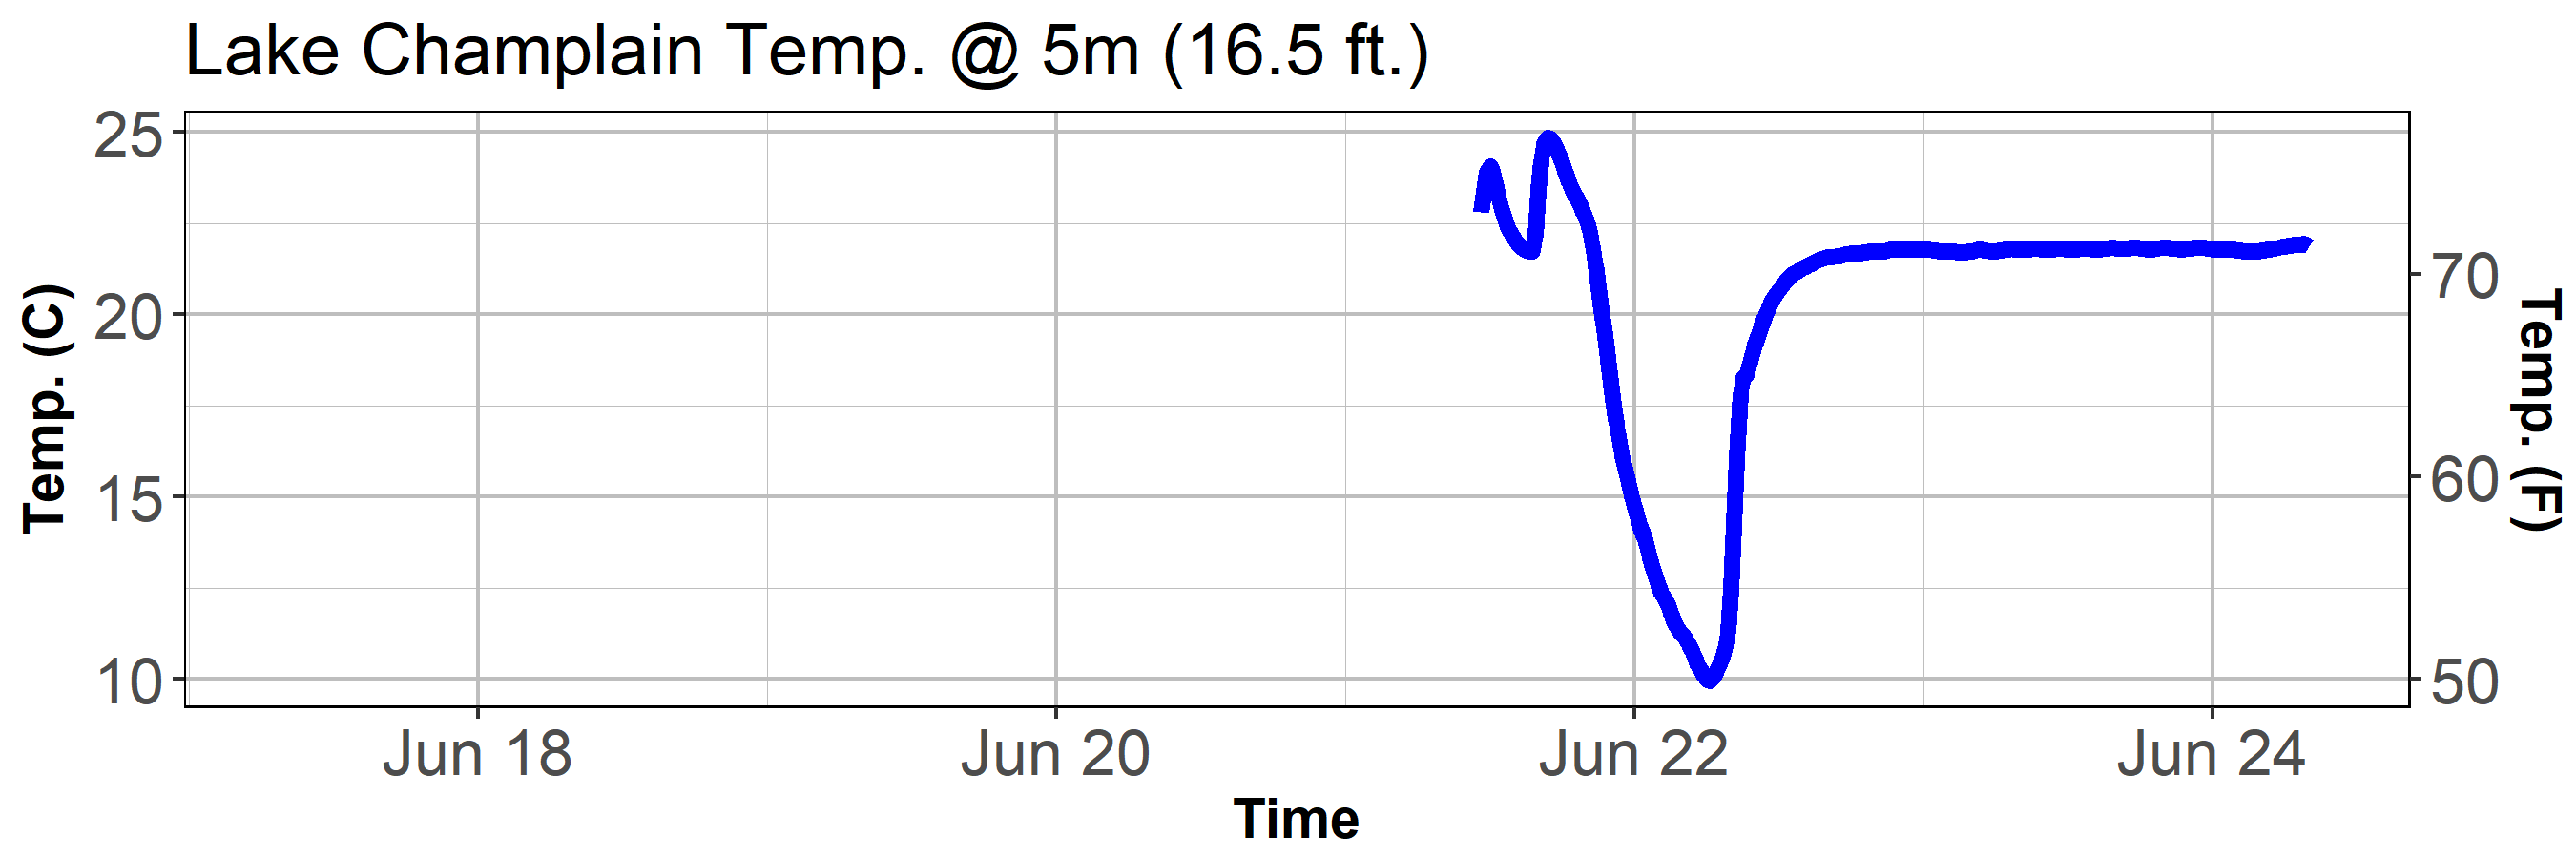 Lake Champlain Temp. @ 5m (16.5 ft.)
Temp. (C)
25
20
15
10
70
60
50
Temp. (F)
Jun 18 Jun 20 Jun 22 Jun 24
Time